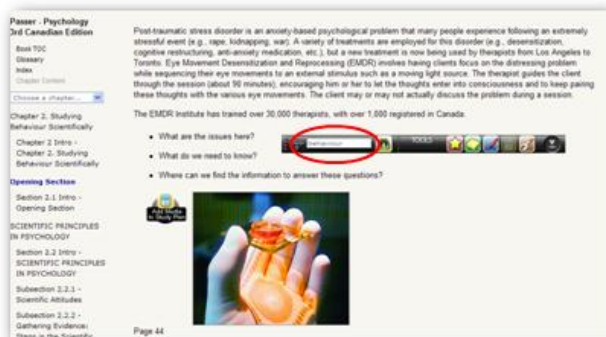 Passer - Psychology
3rd Canadian Edition
Book TOC
Glossary
Index
Chapter Content
Choose a chapter...
Chapter 2. Studying
Behaviour Scientifically
Chapter 2 Intro -
Chapter 2. Studying
Behaviour Scientifically
Opening Section
Section 2.1 Intro -
Opening Section
SCIENTIFIC PRINCIPLES
IN PSYCHOLOGY
Section 2.2 Intro -
SCIENTIFIC PRINCIPLES
IN PSYCHOLOGY
Subsection 2.2.1 -
Scientific Attitudes
Subsection 2.2.2 -
Gathering Evidence:
Steps in the Scientific
Post-traumatic stress disorder is an anxiety-based psychological problem that many people experience following an extremely
stressful event (e.g., rape, kidnapping, war). A variety of treatments are employed for this disorder (e.g., desensitization,
cognitive restructuring, anti-anxiety medication, etc.), but a new treatment is now being used by therapists from Los Angeles to
Toronto. Eye Movement Desensitization and Reprocessing (EMDR) involves having clients focus on the distressing problem
while sequencing their eye movements to an external stimulus such as a moving light source. The therapist guides the client
through the session (about 90 minutes), encouraging him or her to let the thoughts enter into consciousness and to keep pairing
these thoughts with the various eye movements. The client may or may not actually discuss the problem during a session.
The EMDR Institute has trained over 30,000 therapists, with over 1,000 registered in Canada.
• What are the issues here?
behaviour
TOOLS
• What do we need to know?
• Where can we find the information to answer these questions?
Add Media
to Study Plan
Page 44